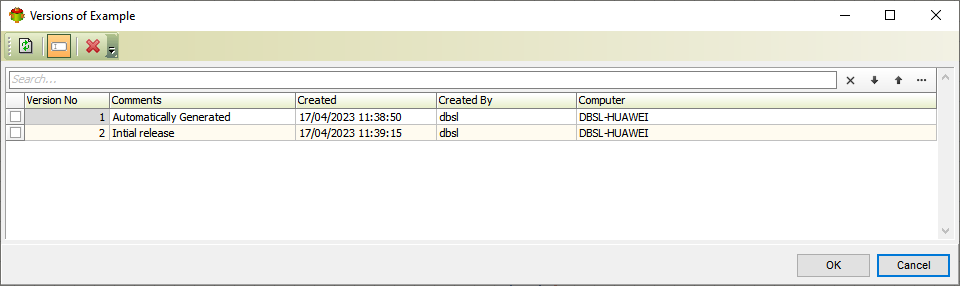 Versions of Example
Search...
Version No Comments Created Created By Computer
1 Automatically Generated 17/04/2023 11:38:50 dbsl DBSL-HUAWEI
2 Intial release 17/04/2023 11:39:15 dbsl DBSL-HUAWEI
OK Cancel